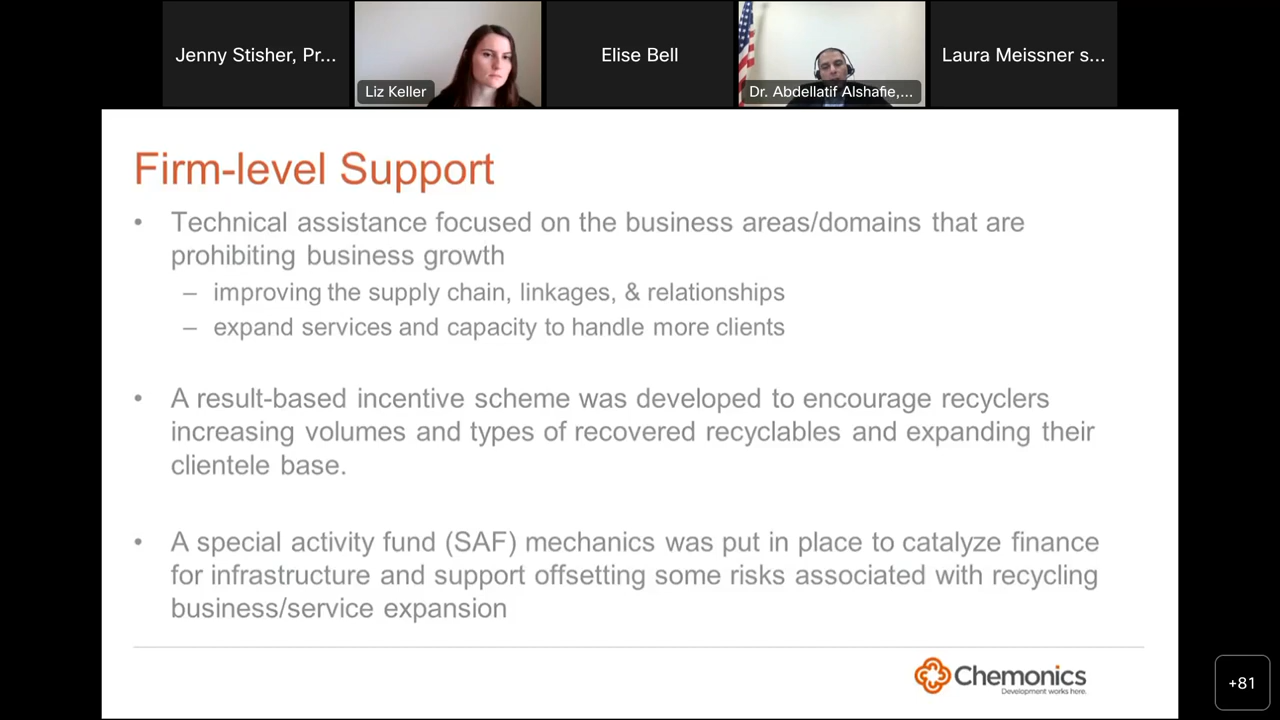 Jenny Stisher, Pr...
Liz Keller
Elise Bell
Dr. Abdellatif Alshafie,...
Laura Meissner s...
Firm-level Support
• Technical assistance focused on the business areas/domains that are
prohibiting business growth
– improving the supply chain, linkages, & relationships
– expand services and capacity to handle more clients
• A result-based incentive scheme was developed to encourage recyclers
increasing volumes and types of recovered recyclables and expanding their
clientele base.
• A special activity fund (SAF) mechanics was put in place to catalyze finance
for infrastructure and support offsetting some risks associated with recycling
business/service expansion
Chemonics
Development works here.
+81